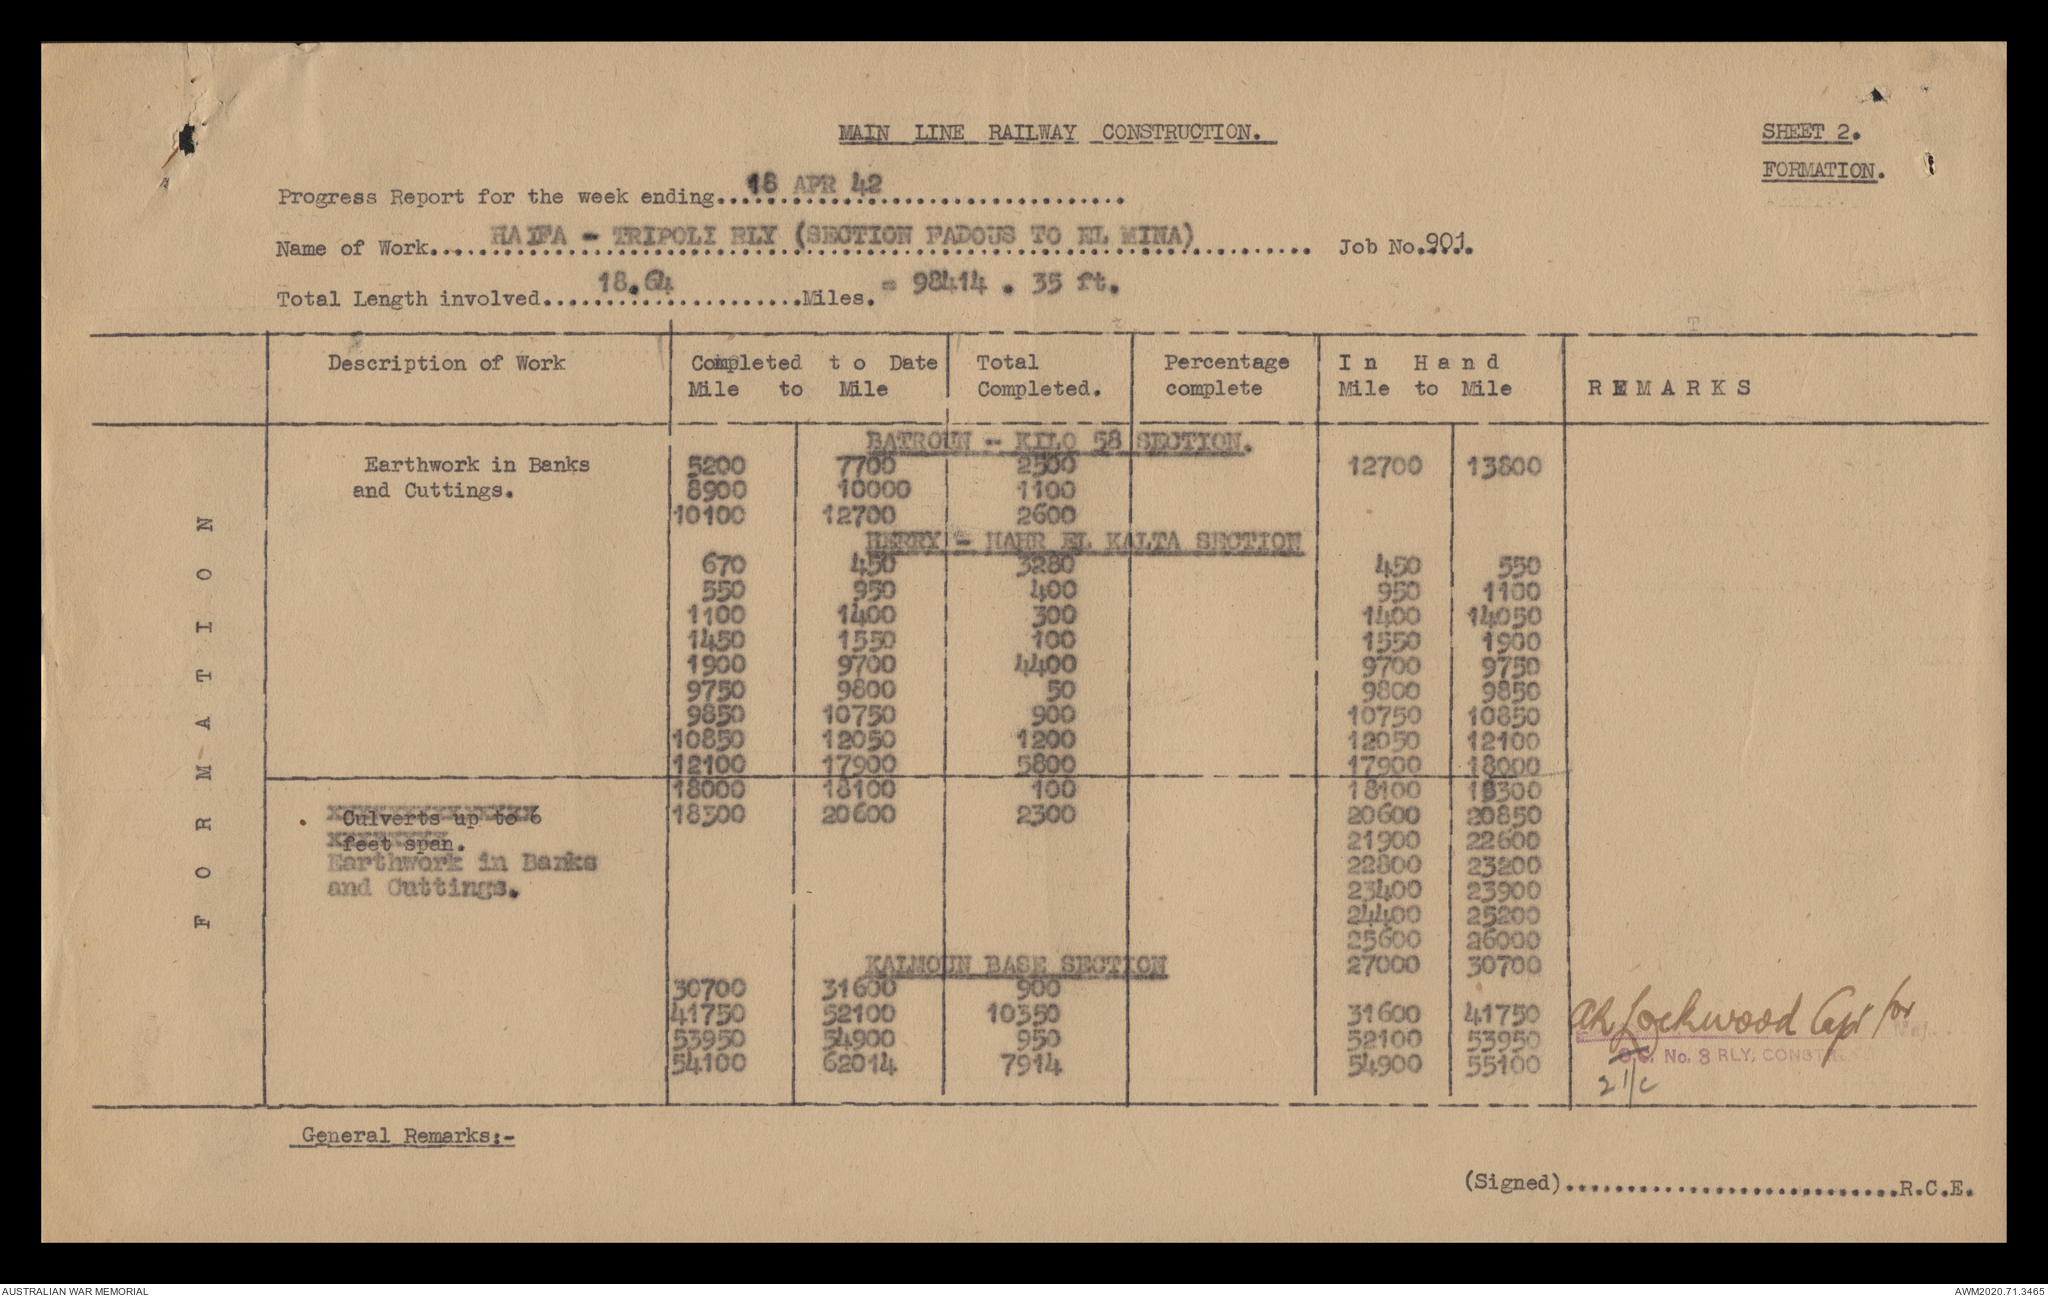 MAIN LINE RAILWAY CONSTRUCTION.
SHEET 2.
FORMATION.
Progress Report for the week ending 18 APR 42
Name of Work.... HAIFA - TRIPOLI RLY (SECTION FADOUS TO EL MINA) Job No. 901.
Total Length involved 18.64 Miles. = 98414 . 35 ft.
Description of Work Completed to Date Total Percentage In Hand
Mile to Mile Completed. complete Mile to Mile REMARKS
FORMATION
BATROUN - KILO 58 SECTION.
Earthwork in Banks 5200 7700 2500 12700 13800
and Cuttings. 8900 10000 1100
10100 12700 2600
HERRY - NAHR EL KALTA SECTION
670 450 3280 450 550
550 950 400 950 1100
1100 1400 300 1400 14050
1450 1550 100 1550 1900
1900 9700 4400 9700 9750
9750 9800 50 9800 9850
9850 10750 900 10750 10850
10850 12050 1200 12050 12100
12100 17900 5800 17900 18000
18000 18100 100 18100 18300
Culverts up to 6 18300 20600 2300 20600 20850
feet span. 21900 22600
Earthwork in Banks 22800 23200
and Cuttings. 23400 23900
24400 25200
25600 26000
KALMOUN BASE SECTION 27000 30700
30700 31600 900
41750 52100 10350 31600 41750 AR Lockwood Capt for
53950 54900 950 52100 53950
54100 62014 7914 54900 55100
O.C. No. 3 RLY. CONSTR
2 I/C
General Remarks:-
(Signed)...........................R.C.E.
AUSTRALIAN WAR MEMORIAL
AWM2020.71.3465